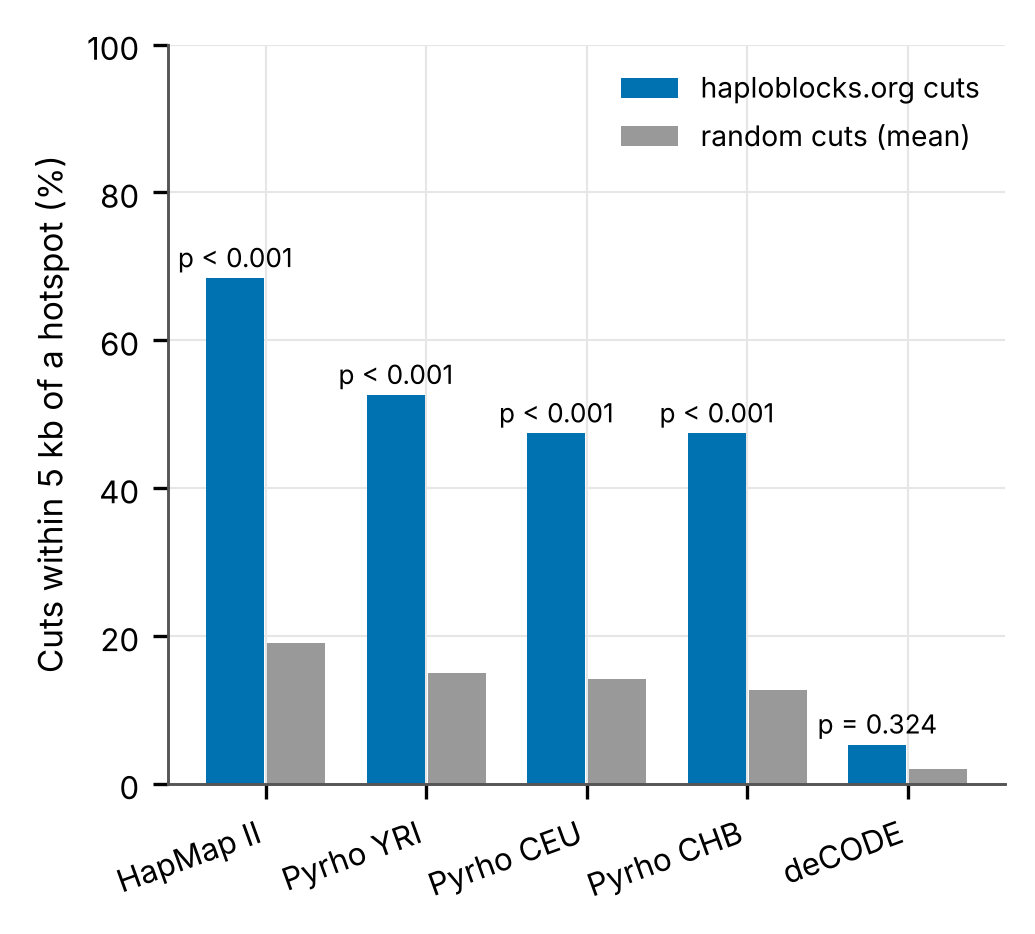 100
80
60
40
20
0
Cuts within 5 kb of a hotspot (%)
haploblocks.org cuts
random cuts (mean)
p < 0.001
p < 0.001
p < 0.001
p < 0.001
p = 0.324
HapMap II
Pyrho YRI
Pyrho CEU
Pyrho CHB
deCODE